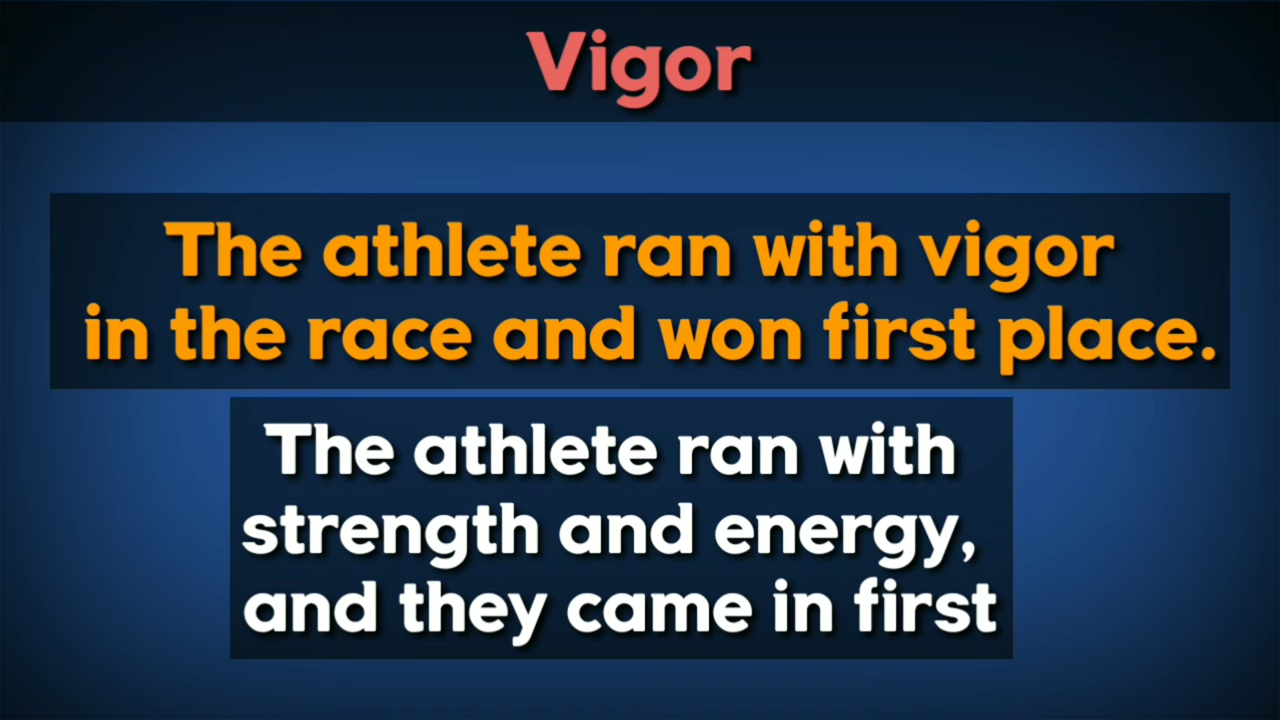 Vigor
The athlete ran with vigor
in the race and won first place.
The athlete ran with
strength and energy,
and they came in first